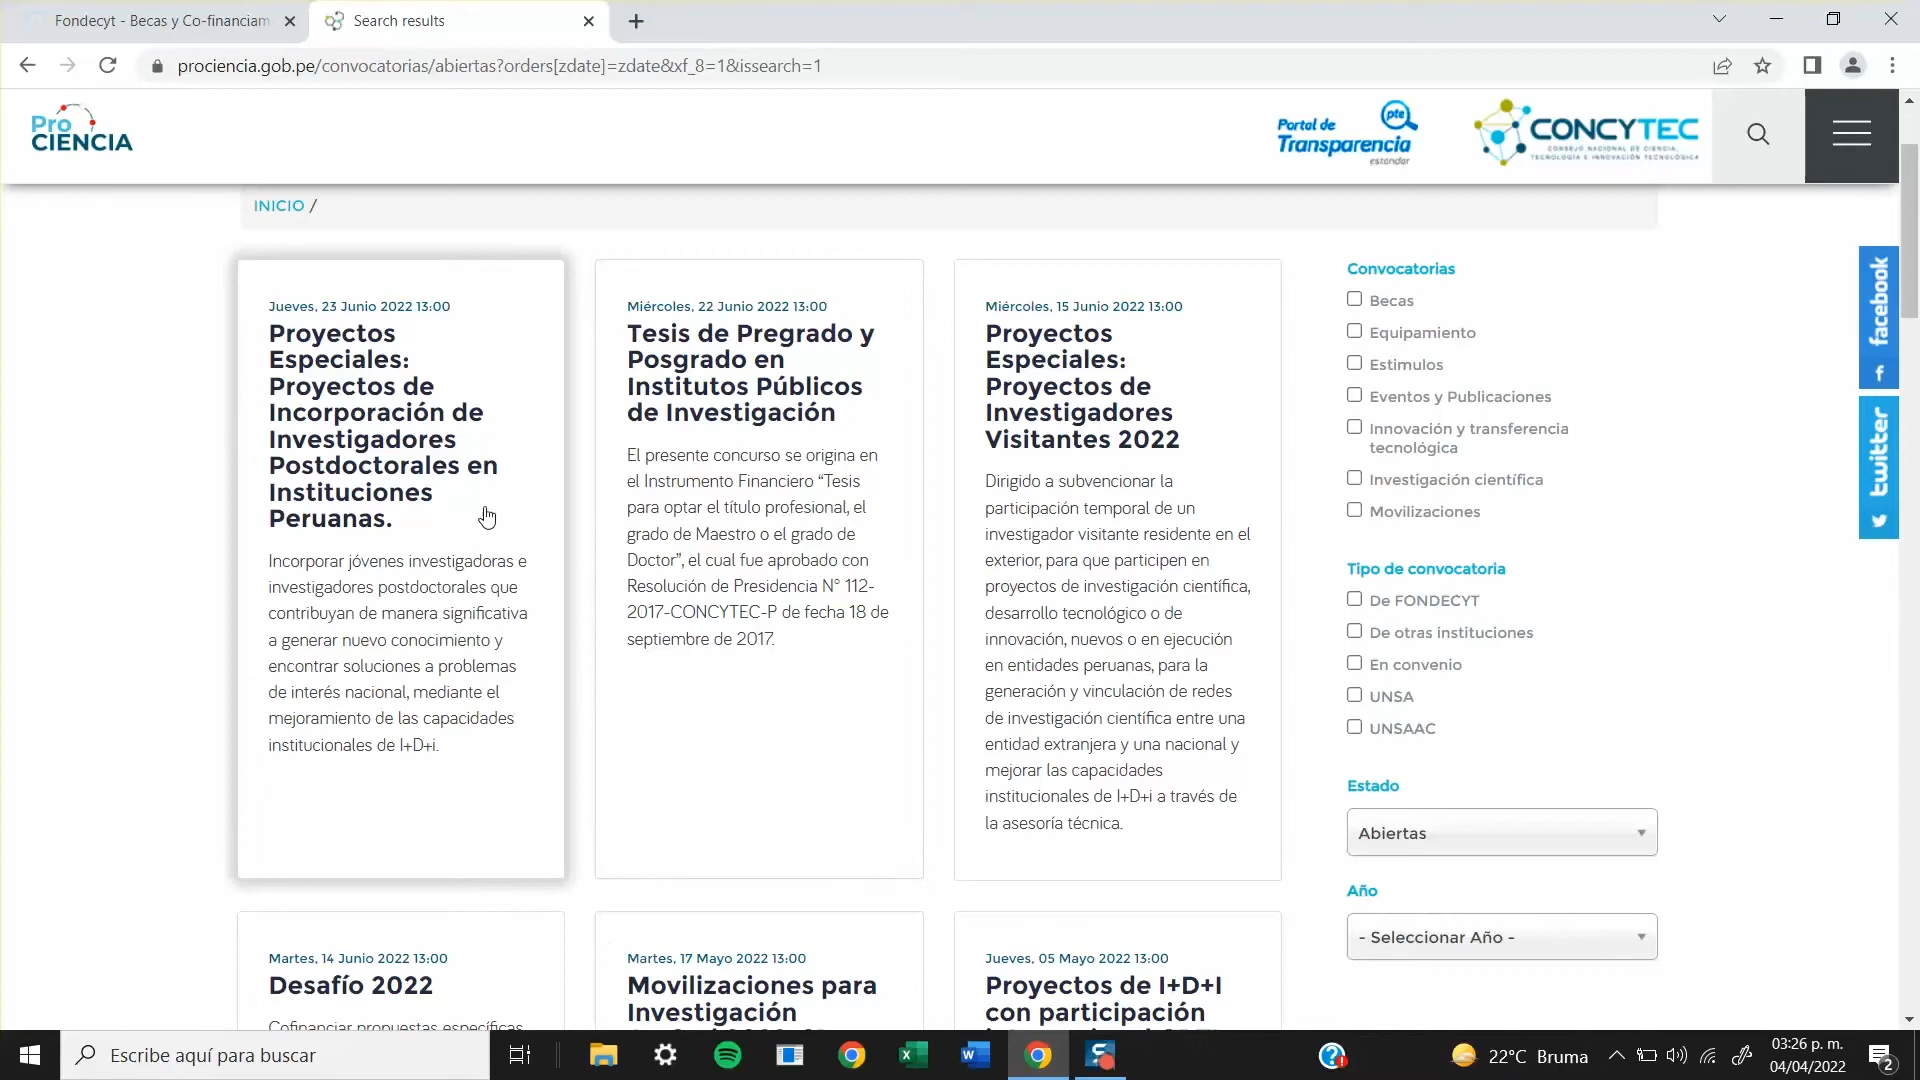 Fondecyt - Becas y Co-financiam
Search results
prociencia.gob.pe/convocatorias/abiertas?orders[zdate]=zdate&xf_8=1&issearch=1
Pro
CIENCIA
Portal de
Transparencia
estándar
pte
CONCYTEC
CONSEJO NACIONAL DE CIENCIA,
TECNOLOGÍA E INNOVACIÓN TECNOLÓGICA
INICIO /
Jueves, 23 Junio 2022 13:00
Proyectos
Especiales:
Proyectos de
Incorporación de
Investigadores
Postdoctorales en
Instituciones
Peruanas.
Incorporar jóvenes investigadoras e
investigadores postdoctorales que
contribuyan de manera significativa
a generar nuevo conocimiento y
encontrar soluciones a problemas
de interés nacional, mediante el
mejoramiento de las capacidades
institucionales de I+D+i.
Miércoles, 22 Junio 2022 13:00
Tesis de Pregrado y
Posgrado en
Institutos Públicos
de Investigación
El presente concurso se origina en
el Instrumento Financiero “Tesis
para optar el título profesional, el
grado de Maestro o el grado de
Doctor”, el cual fue aprobado con
Resolución de Presidencia N° 112-
2017-CONCYTEC-P de fecha 18 de
septiembre de 2017.
Miércoles, 15 Junio 2022 13:00
Proyectos
Especiales:
Proyectos de
Investigadores
Visitantes 2022
Dirigido a subvencionar la
participación temporal de un
investigador visitante residente en el
exterior, para que participen en
proyectos de investigación científica,
desarrollo tecnológico o de
innovación, nuevos o en ejecución
en entidades peruanas, para la
generación y vinculación de redes
de investigación científica entre una
entidad extranjera y una nacional y
mejorar las capacidades
institucionales de I+D+i a través de
la asesoría técnica.
Convocatorias
Becas
Equipamiento
Estimulos
Eventos y Publicaciones
Innovación y transferencia
tecnológica
Investigación científica
Movilizaciones
Tipo de convocatoria
De FONDECYT
De otras instituciones
En convenio
UNSA
UNSAAC
Estado
Abiertas
Año
- Seleccionar Año -
facebook
twitter
Martes, 14 Junio 2022 13:00
Desafío 2022
Cofinanciar propuestas específicas
Martes, 17 Mayo 2022 13:00
Movilizaciones para
Investigación
Jueves, 05 Mayo 2022 13:00
Proyectos de I+D+I
con participación
Escribe aquí para buscar
22°C Bruma
03:26 p. m.
04/04/2022
2